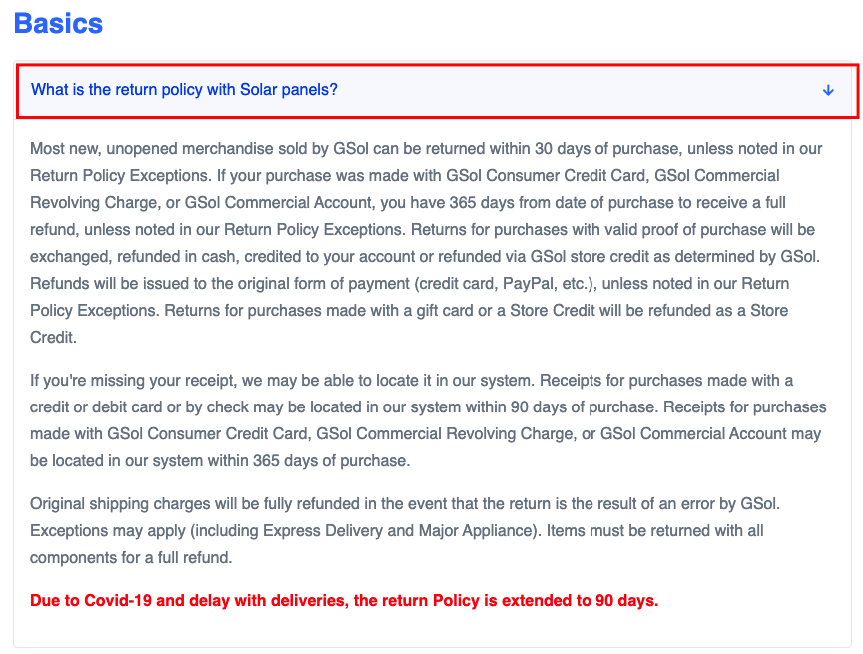 Basics
What is the return policy with Solar panels?
Most new, unopened merchandise sold by GSol can be returned within 30 days of purchase, unless noted in our
Return Policy Exceptions. If your purchase was made with GSol Consumer Credit Card, GSol Commercial
Revolving Charge, or GSol Commercial Account, you have 365 days from date of purchase to receive a full
refund, unless noted in our Return Policy Exceptions. Returns for purchases with valid proof of purchase will be
exchanged, refunded in cash, credited to your account or refunded via GSol store credit as determined by GSol.
Refunds will be issued to the original form of payment (credit card, PayPal, etc.), unless noted in our Return
Policy Exceptions. Returns for purchases made with a gift card or a Store Credit will be refunded as a Store
Credit.
If you're missing your receipt, we may be able to locate it in our system. Receipts for purchases made with a
credit or debit card or by check may be located in our system within 90 days of purchase. Receipts for purchases
made with GSol Consumer Credit Card, GSol Commercial Revolving Charge, or GSol Commercial Account may
be located in our system within 365 days of purchase.
Original shipping charges will be fully refunded in the event that the return is the result of an error by GSol.
Exceptions may apply (including Express Delivery and Major Appliance). Items must be returned with all
components for a full refund.
Due to Covid-19 and delay with deliveries, the return Policy is extended to 90 days.